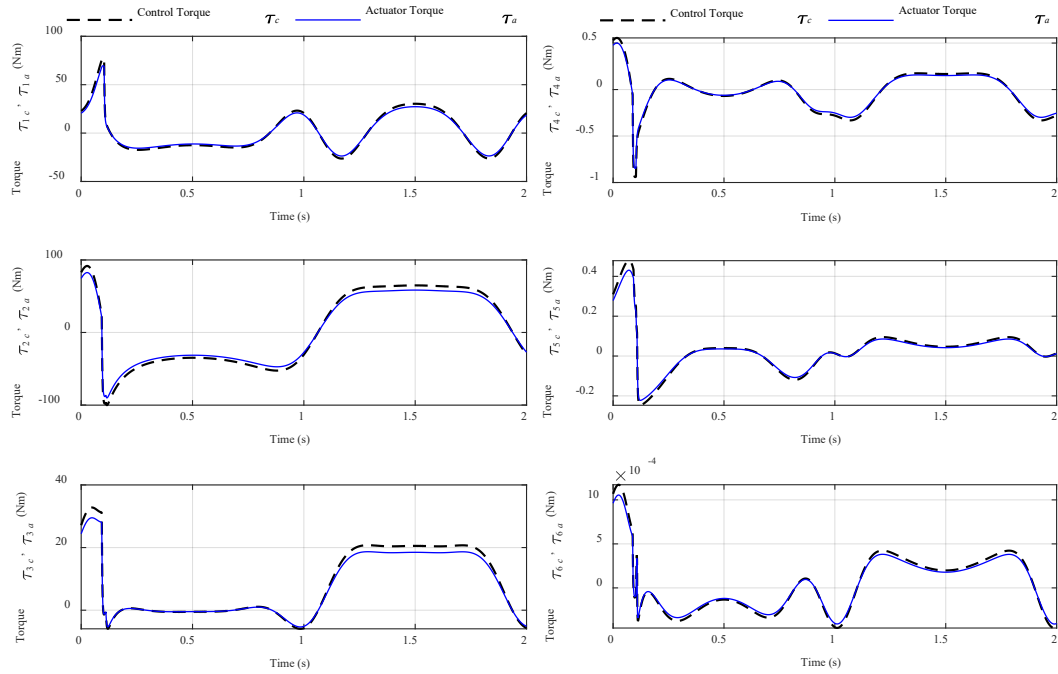 Control Torque τc Actuator Torque τa
Torque τ1c, τ1a (Nm)
100
50
0
-50
0 0.5 1 1.5 2
Time (s)
Torque τ2c, τ2a (Nm)
100
0
-100
0 0.5 1 1.5 2
Time (s)
Torque τ3c, τ3a (Nm)
40
20
0
0 0.5 1 1.5 2
Time (s)
Control Torque τc Actuator Torque τa
Torque τ4c, τ4a (Nm)
0.5
0
-0.5
-1
0 0.5 1 1.5 2
Time (s)
Torque τ5c, τ5a (Nm)
0.4
0.2
0
-0.2
0 0.5 1 1.5 2
Time (s)
Torque τ6c, τ6a (Nm)
× 10 -4
10
5
0
0 0.5 1 1.5 2
Time (s)